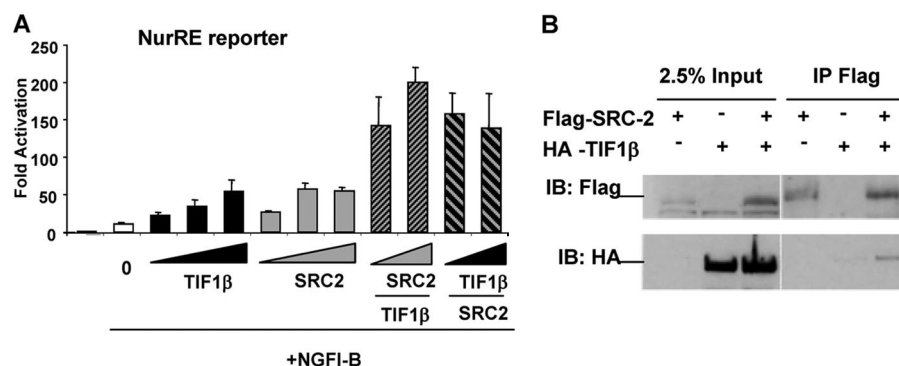 A
NurRE reporter
Fold Activation
250
200
150
100
50
0
0
TIF1β
SRC2
SRC2
TIF1β
TIF1β
SRC2
+NGFI-B
B
2.5% Input
IP Flag
Flag-SRC-2 + - + + - +
HA -TIF1β - + + - + +
IB: Flag
IB: HA